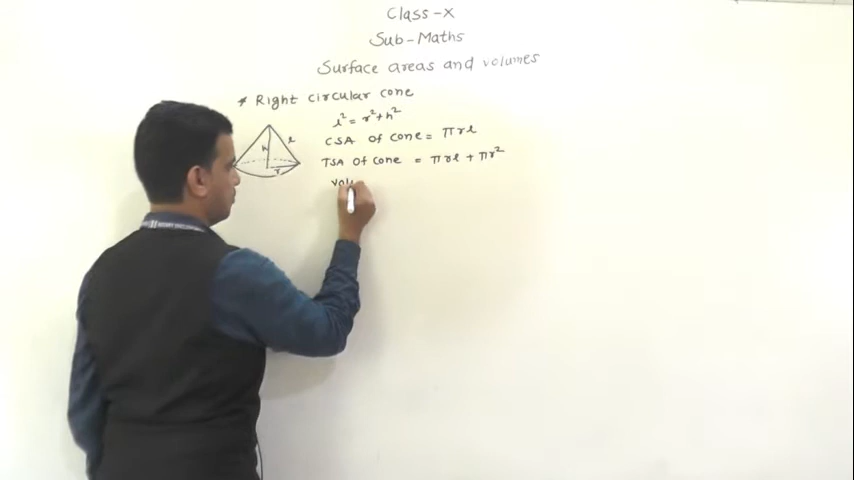 Class-X
Sub-Maths
Surface areas and volumes
* Right circular cone
l² = r² + h²
CSA of cone = πrl
TSA of cone = πrl + πr²
h
l
r